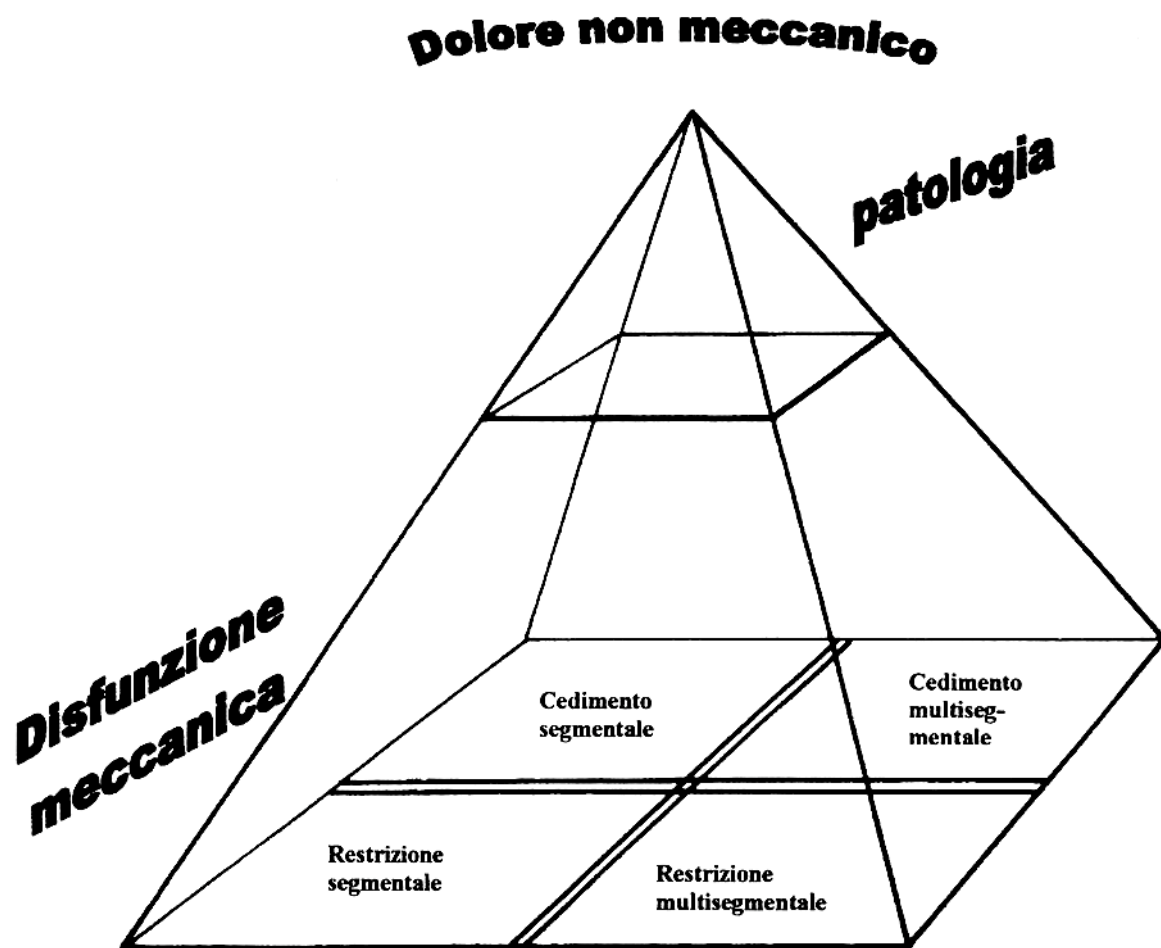 Dolore non meccanico
patologia
Disfunzione
meccanica
Cedimento
segmentale
Cedimento
multiseg-
mentale
Restrizione
segmentale
Restrizione
multisegmentale